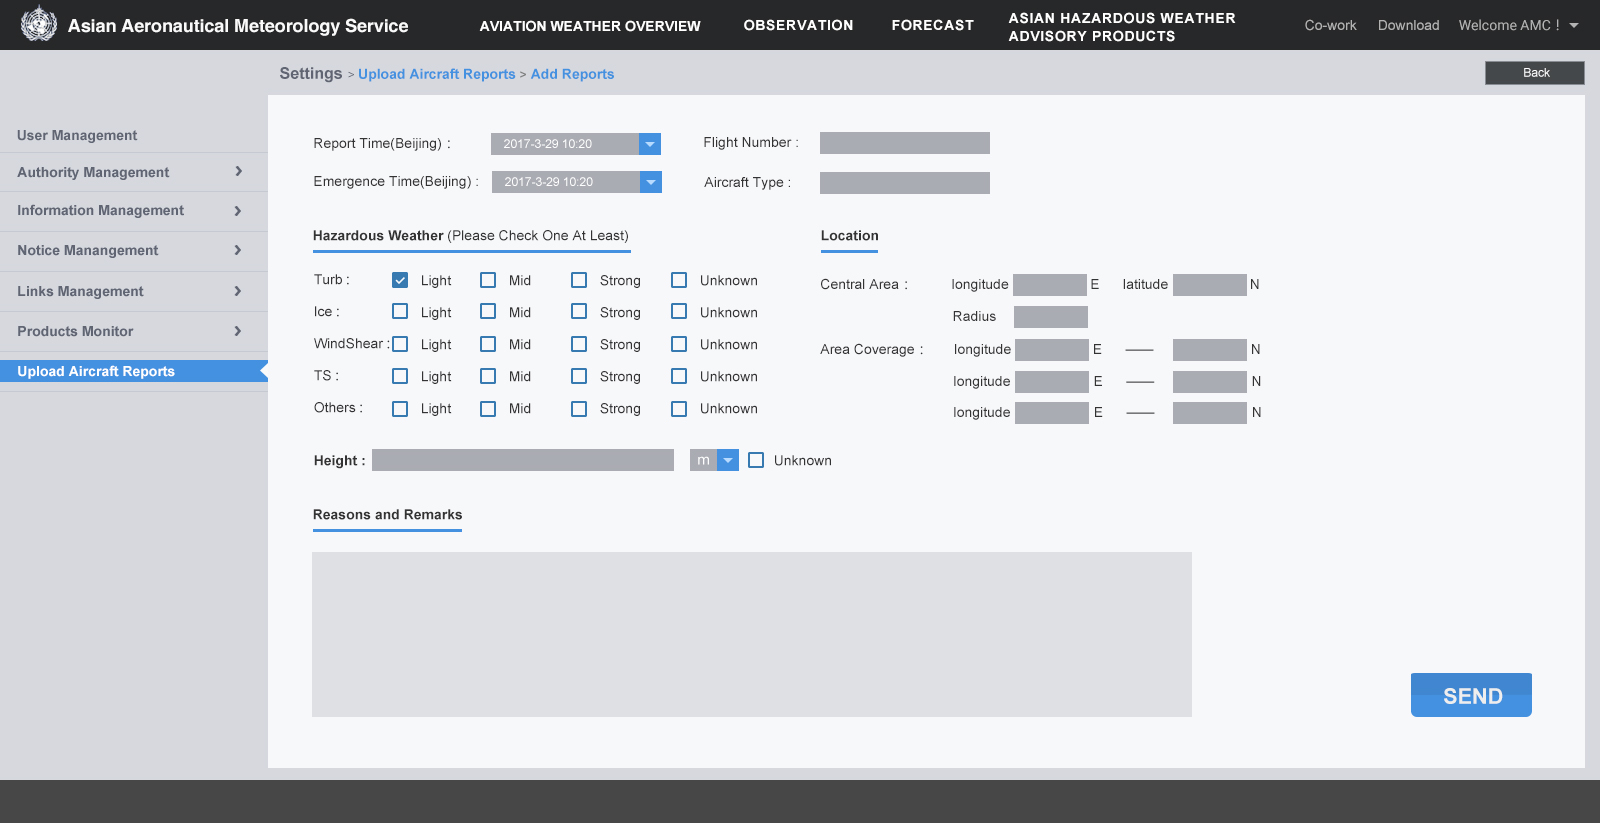 Asian Aeronautical Meteorology Service
AVIATION WEATHER OVERVIEW
OBSERVATION
FORECAST
ASIAN HAZARDOUS WEATHER
ADVISORY PRODUCTS
Co-work
Download
Welcome AMC !
Settings > Upload Aircraft Reports > Add Reports
Back
User Management
Authority Management
Information Management
Notice Manangement
Links Management
Products Monitor
Upload Aircraft Reports
Report Time(Beijing) : 2017-3-29 10:20 Flight Number :
Emergence Time(Beijing) : 2017-3-29 10:20 Aircraft Type :
Hazardous Weather (Please Check One At Least)
Turb : Light Mid Strong Unknown
Ice : Light Mid Strong Unknown
WindShear : Light Mid Strong Unknown
TS : Light Mid Strong Unknown
Others : Light Mid Strong Unknown
Height : m Unknown
Location
Central Area : longitude E latitude N
Radius
Area Coverage : longitude E —— N
longitude E —— N
longitude E —— N
Reasons and Remarks
SEND